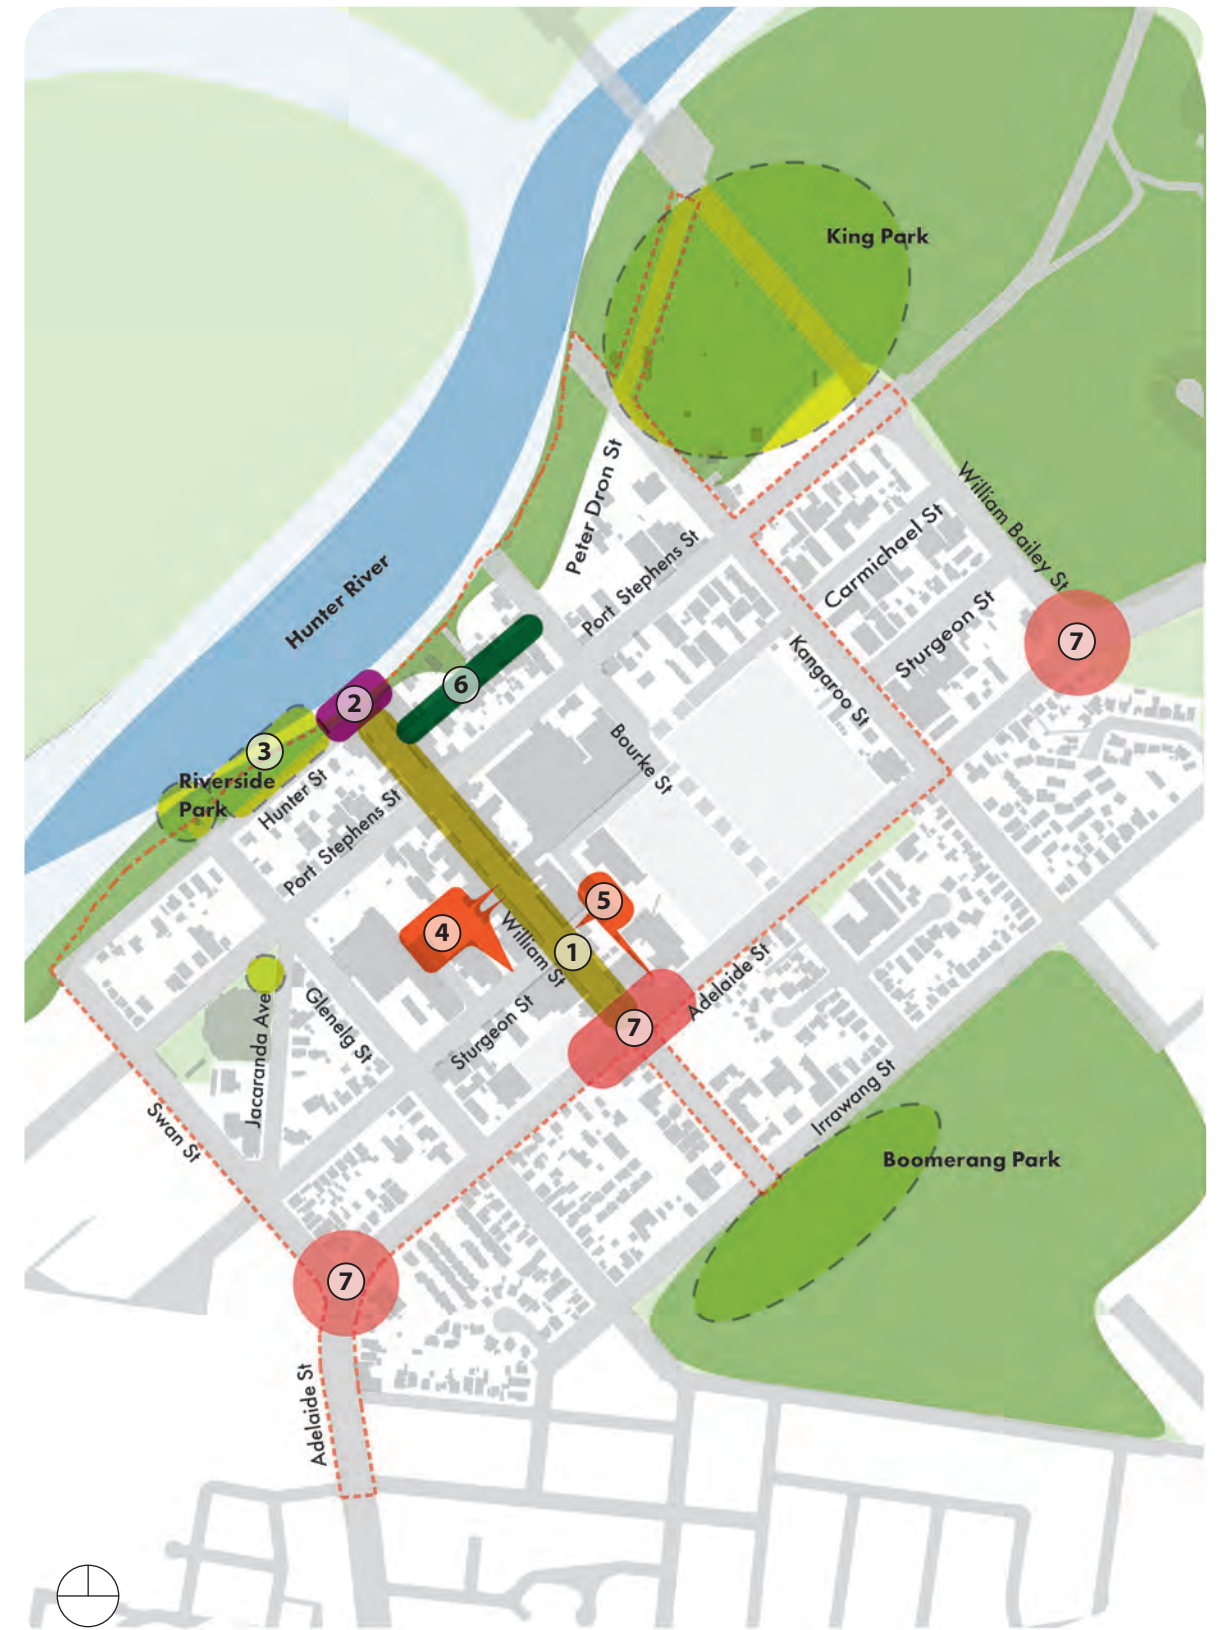 King Park
William Bailey St
Peter Dron St
Carmichael St
Port Stephens St
Hunter River
Sturgeon St
7
Kangaroo St
6
2
3
Bourke St
Riverside
Park
Hunter St
Port Stephens St
5
4
William St
1
Adelaide St
7
Glenelg St
Jacaranda Ave
Sturgeon St
Irrawang St
Swan St
Boomerang Park
7
Adelaide St